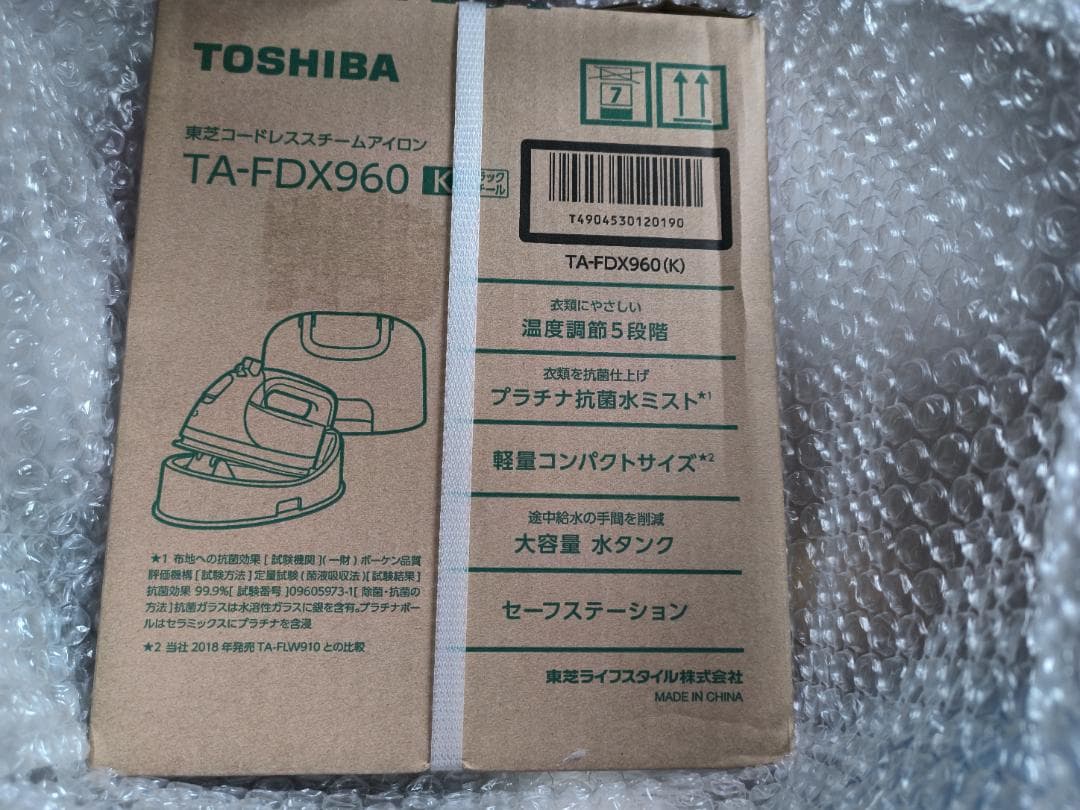 TOSHIBA
7
東芝コードレススチームアイロン
TA-FDX960 K
T4904530120190
TA-FDX960(K)
衣類にやさしい
温度調節5段階
衣類を抗菌仕上げ
プラチナ抗菌水ミスト★1
軽量コンパクトサイズ★2
途中給水の手間を削減
大容量 水タンク
セーフステーション
★1 布地への抗菌効果[試験機関](一財)ボーケン品質
評価機構[試験方法]定量試験(菌液吸収法)[試験結果]
抗菌効果 99.9%[試験番号]09605973-1[除菌・抗菌の
方法]抗菌ガラスは水溶性ガラスに銀を含有。プラチナボー
ルはセラミックスにプラチナを含浸
★2 当社 2018 年発売 TA-FLW910 との比較
東芝ライフスタイル株式会社
MADE IN CHINA